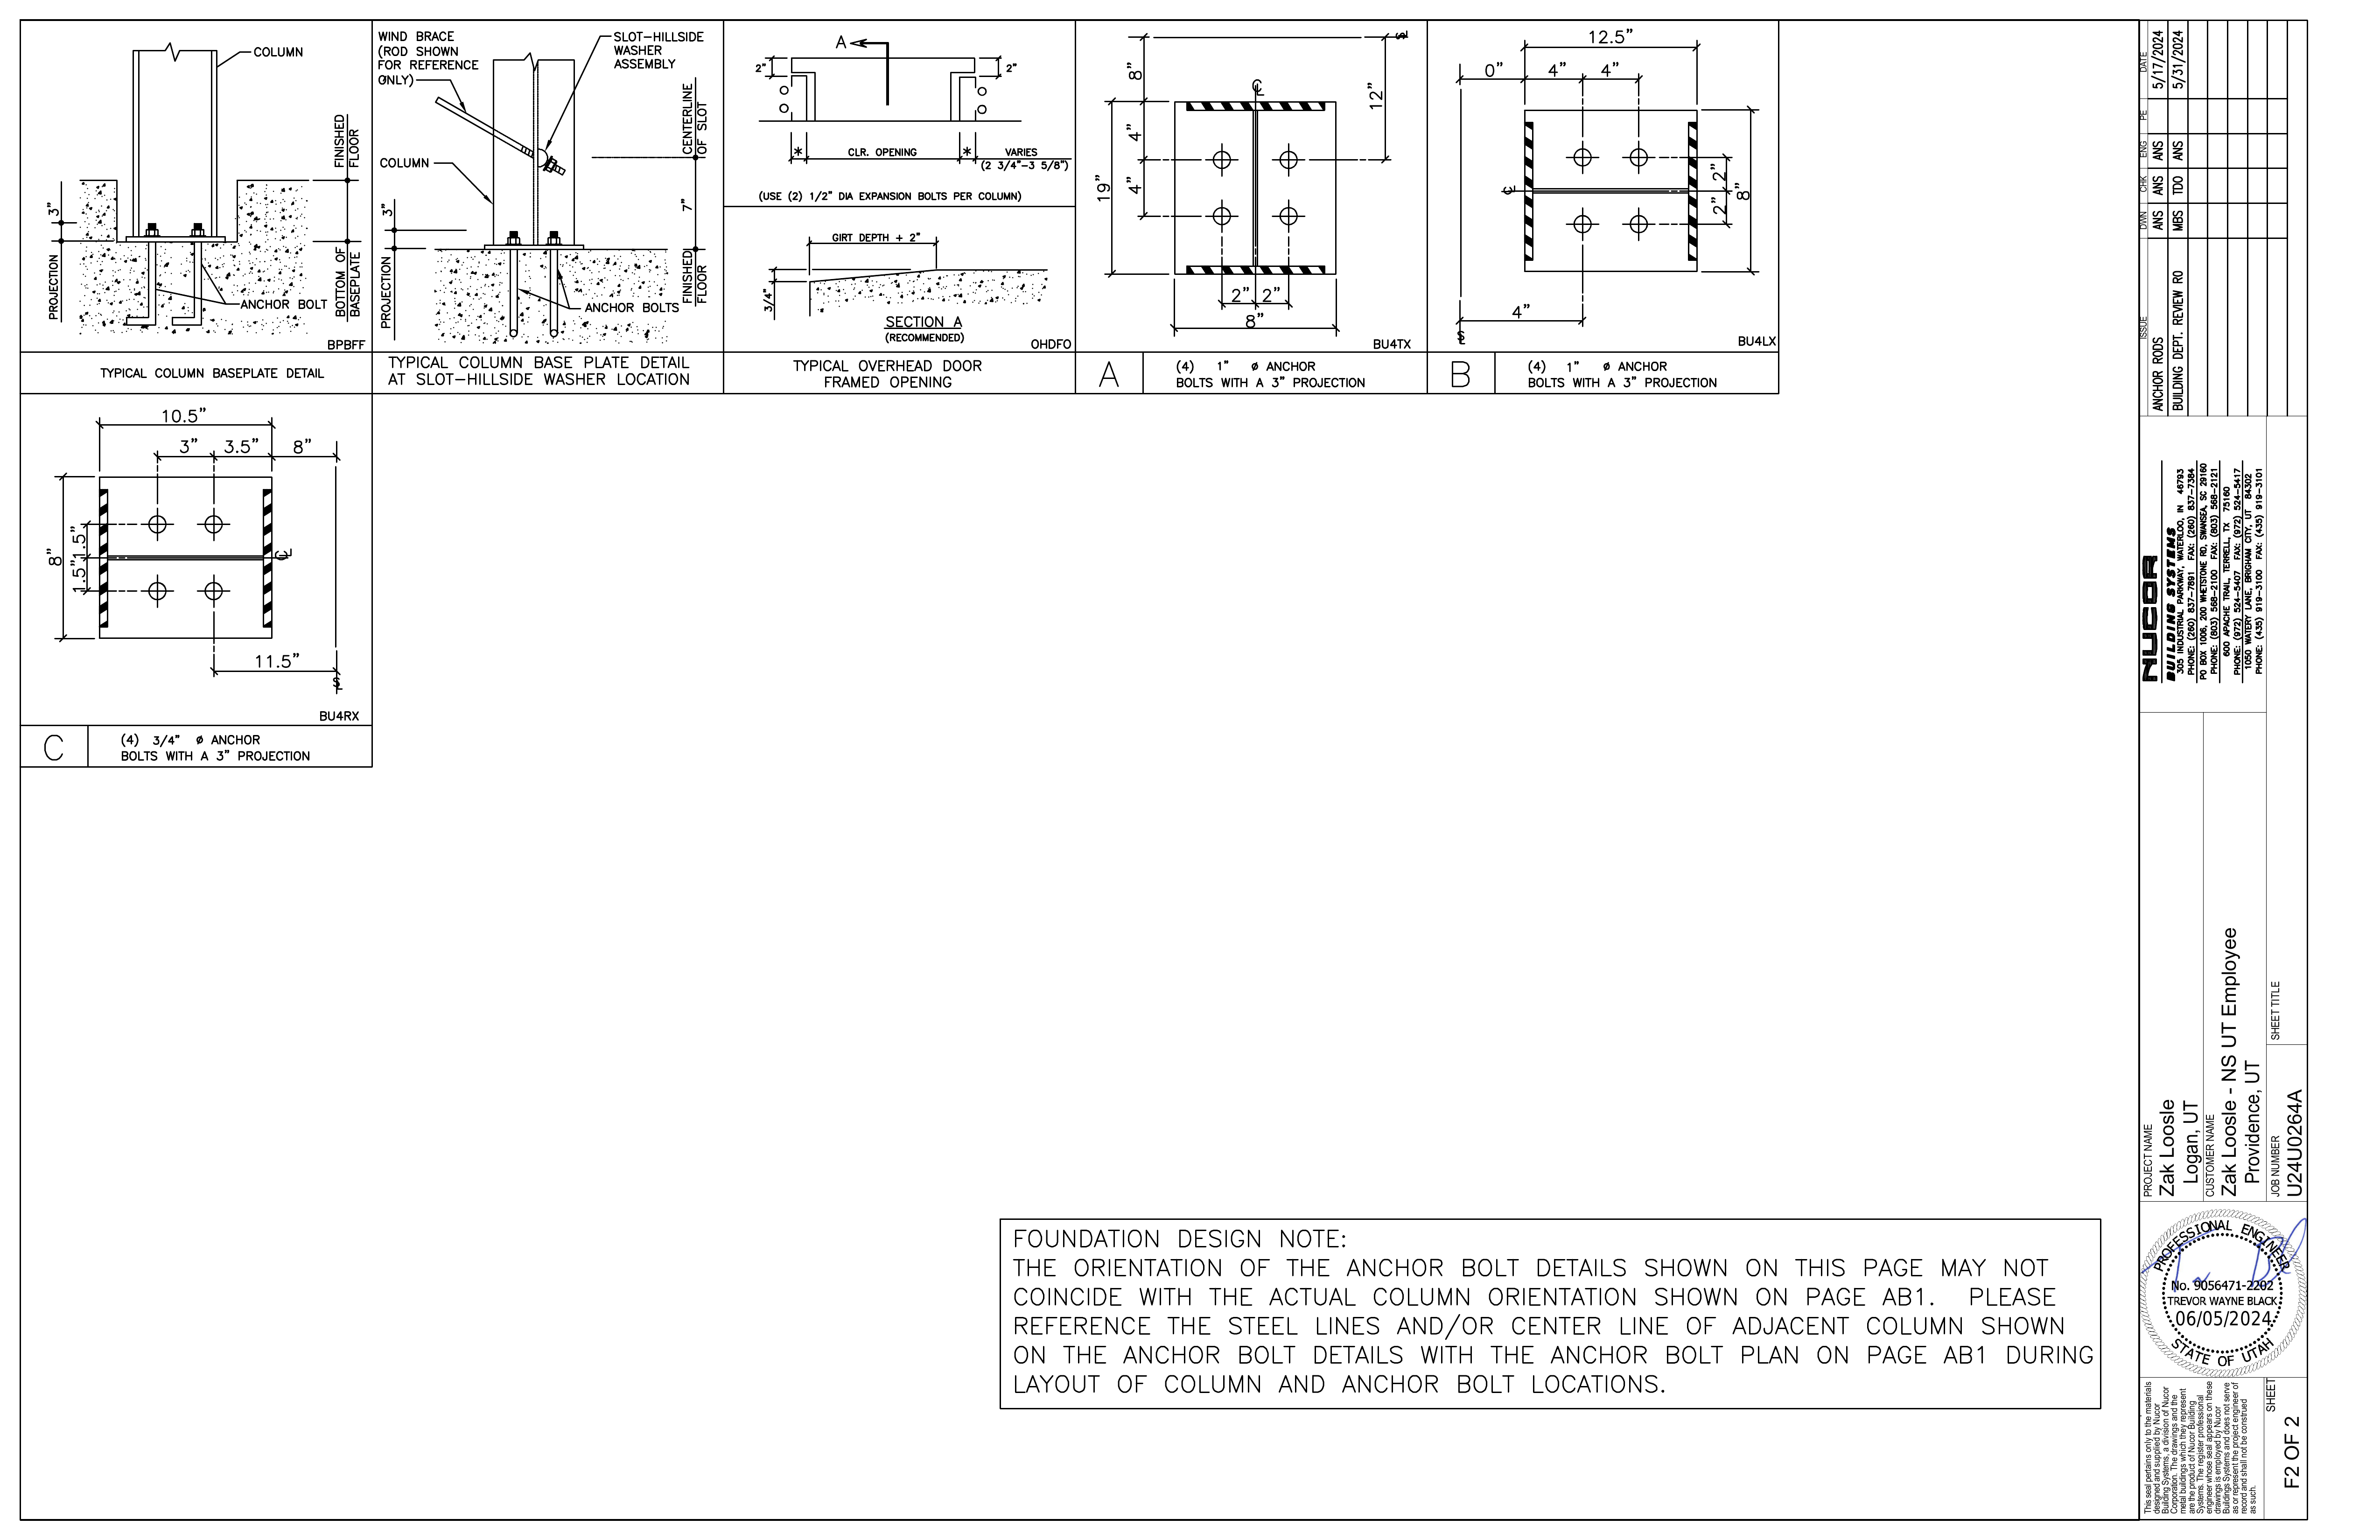 COLUMN
FINISHED
FLOOR
3"
PROJECTION
ANCHOR BOLT
BOTTOM OF
BASEPLATE
BPBFF
TYPICAL COLUMN BASEPLATE DETAIL
WIND BRACE
(ROD SHOWN
FOR REFERENCE
ONLY)
SLOT-HILLSIDE
WASHER
ASSEMBLY
CENTERLINE
OF SLOT
COLUMN
3"
7"
PROJECTION
ANCHOR BOLTS
FINISHED
FLOOR
TYPICAL COLUMN BASE PLATE DETAIL
AT SLOT-HILLSIDE WASHER LOCATION
A
2"
2"
*
CLR. OPENING
*
VARIES
(2 3/4"-3 5/8")
(USE (2) 1/2" DIA EXPANSION BOLTS PER COLUMN)
GIRT DEPTH + 2"
3/4"
SECTION A
(RECOMMENDED)
OHDFO
TYPICAL OVERHEAD DOOR
FRAMED OPENING
8"
12"
4"
4"
19"
2"
2"
8"
BU4TX
A
(4) 1" ø ANCHOR
BOLTS WITH A 3" PROJECTION
12.5"
0"
4"
4"
2"
2"
8"
4"
BU4LX
B
(4) 1" ø ANCHOR
BOLTS WITH A 3" PROJECTION
10.5"
3"
3.5"
8"
1.5"
1.5"
8"
11.5"
BU4RX
C
(4) 3/4" ø ANCHOR
BOLTS WITH A 3" PROJECTION
FOUNDATION DESIGN NOTE:
THE ORIENTATION OF THE ANCHOR BOLT DETAILS SHOWN ON THIS PAGE MAY NOT
COINCIDE WITH THE ACTUAL COLUMN ORIENTATION SHOWN ON PAGE AB1. PLEASE
REFERENCE THE STEEL LINES AND/OR CENTER LINE OF ADJACENT COLUMN SHOWN
ON THE ANCHOR BOLT DETAILS WITH THE ANCHOR BOLT PLAN ON PAGE AB1 DURING
LAYOUT OF COLUMN AND ANCHOR BOLT LOCATIONS.
ISSUE DWN CHK ENG PE DATE
ANCHOR RODS ANS ANS ANS 5/17/2024
BUILDING DEPT. REVIEW R0 MBS TDO ANS 5/31/2024
NUCOR
BUILDING SYSTEMS
305 INDUSTRIAL PARKWAY, WATERLOO, IN 46793
PHONE: (260) 837-7891 FAX: (260) 837-7384
PO BOX 1006, 200 WHETSTONE RD, SWANSEA, SC 29160
PHONE: (803) 568-2100 FAX: (803) 568-2121
600 APACHE TRAIL, TERRELL, TX 75160
PHONE: (972) 524-5407 FAX: (972) 524-5417
1050 WATERY LANE, BRIGHAM CITY, UT 84302
PHONE: (435) 919-3100 FAX: (435) 919-3101
PROJECT NAME
Zak Loosle
Logan, UT
CUSTOMER NAME
Zak Loosle - NS UT Employee
Providence, UT
JOB NUMBER
U24U0264A
SHEET TITLE
PROFESSIONAL ENGINEER
No. 9056471-2202
TREVOR WAYNE BLACK
06/05/2024
STATE OF UTAH
This seal pertains only to the materials
designed and supplied by Nucor
Building Systems, a division of Nucor
Corporation. The drawings and the
metal buildings which they represent
are the product of Nucor Building
Systems. The register professional
engineer whose seal appears on these
drawings is employed by Nucor
Buildings Systems and does not serve
as or represent the project engineer of
record and shall not be construed
as such.
SHEET
F2 OF 2